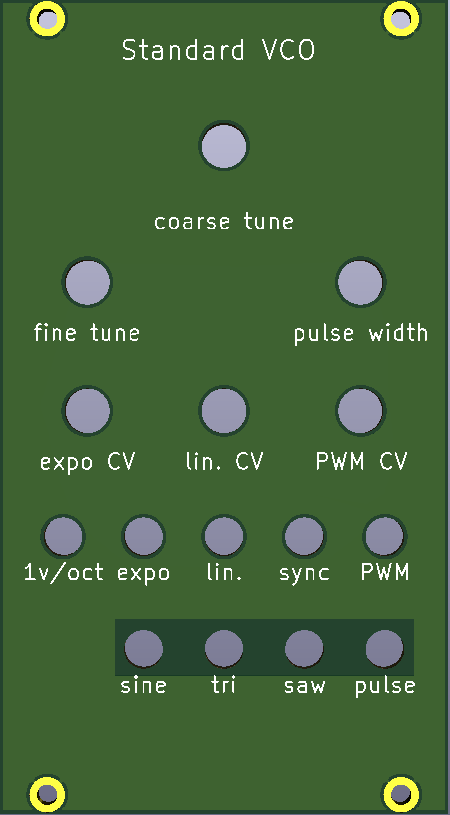 Standard VCO
coarse tune
fine tune pulse width
expo CV lin. CV PWM CV
1v/oct expo lin. sync PWM
sine tri saw pulse